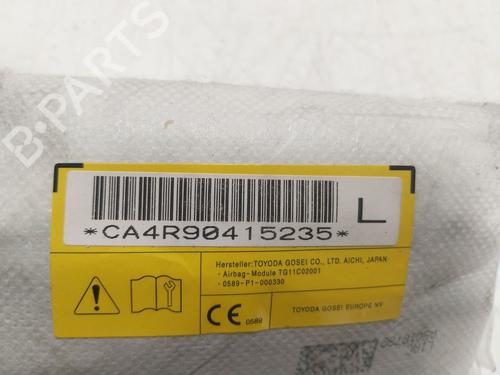 B-PARTS
L
*CA4R90415235*
Hersteller:TOYODA GOSEI CO., LTD. AICHI, JAPAN
· Airbag-Module TG11C02001
· 0589-P1-000330
CE 0589
TOYODA GOSEI EUROPE NV